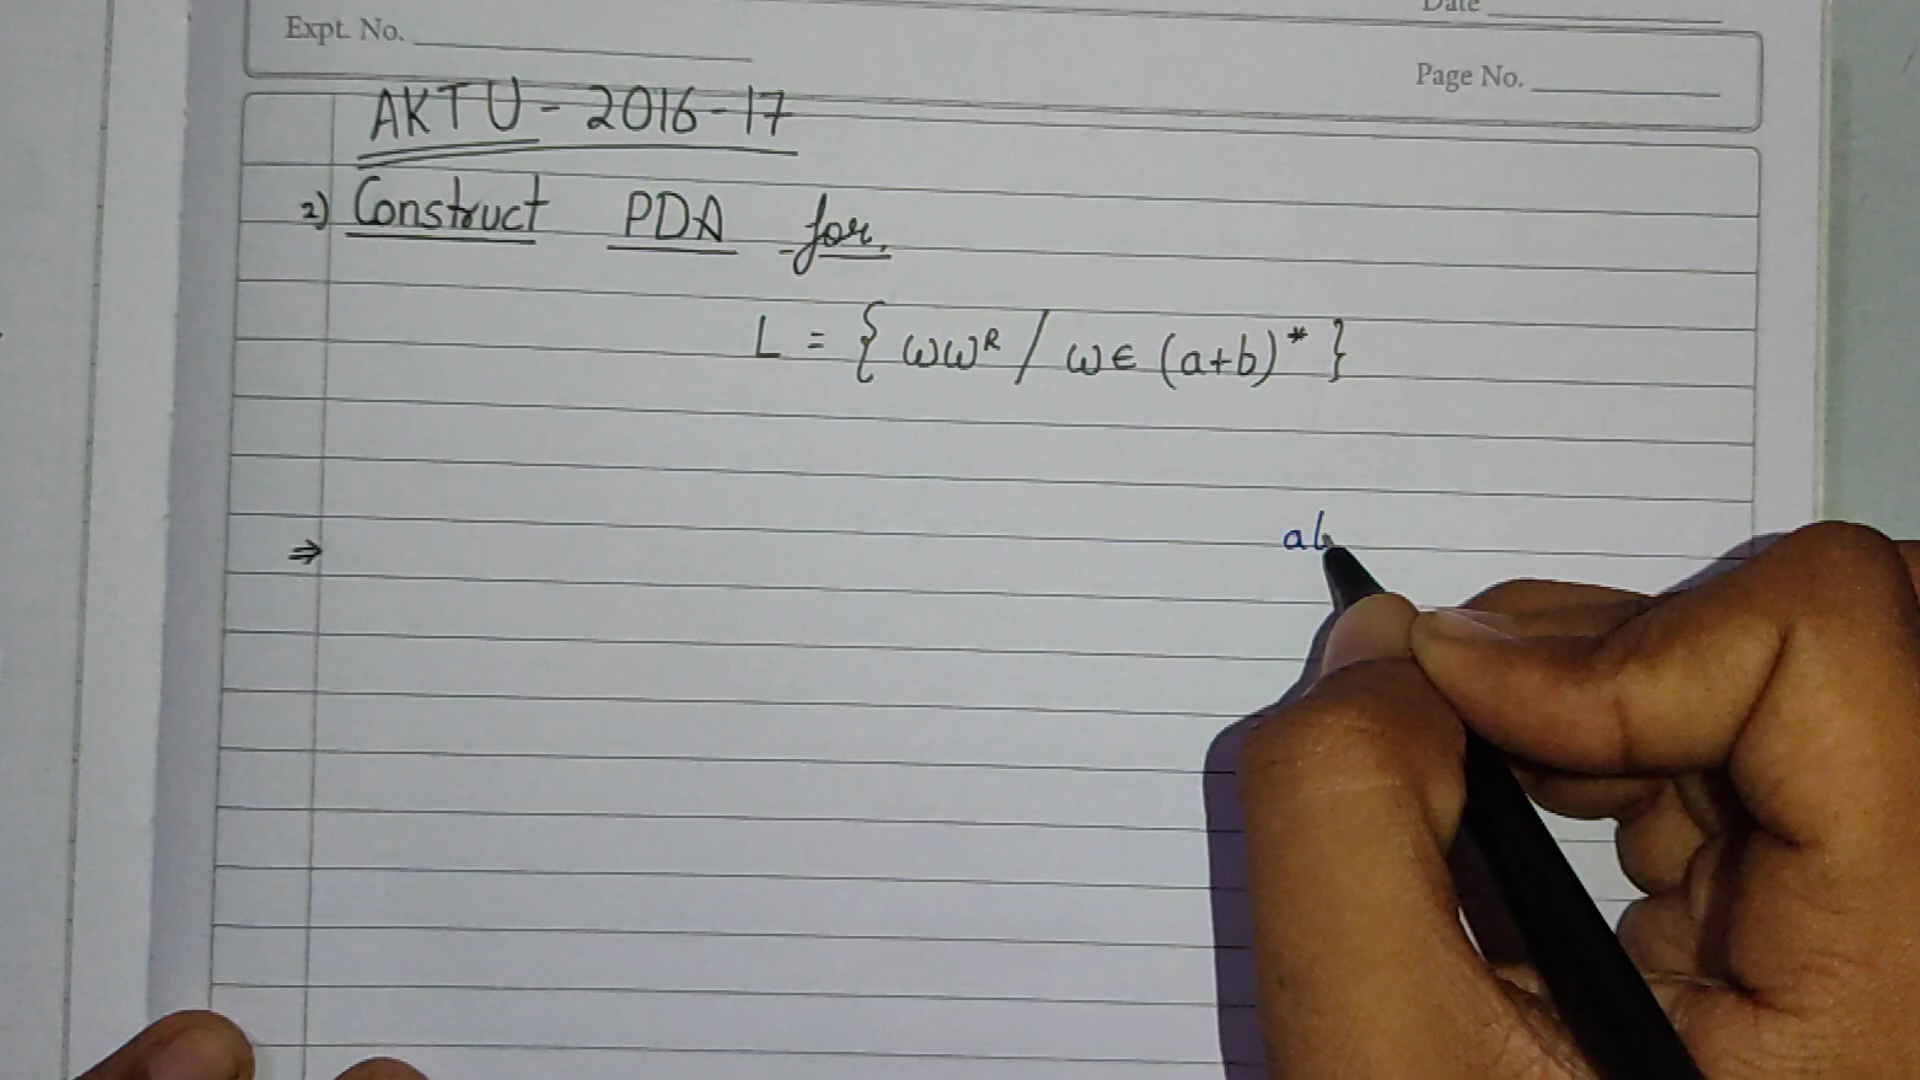 Date
Expt. No.
Page No.
AKTU - 2016-17
2) Construct PDA for.
L = { ωω^R / ω ∈ (a+b)* }
⇒ ab